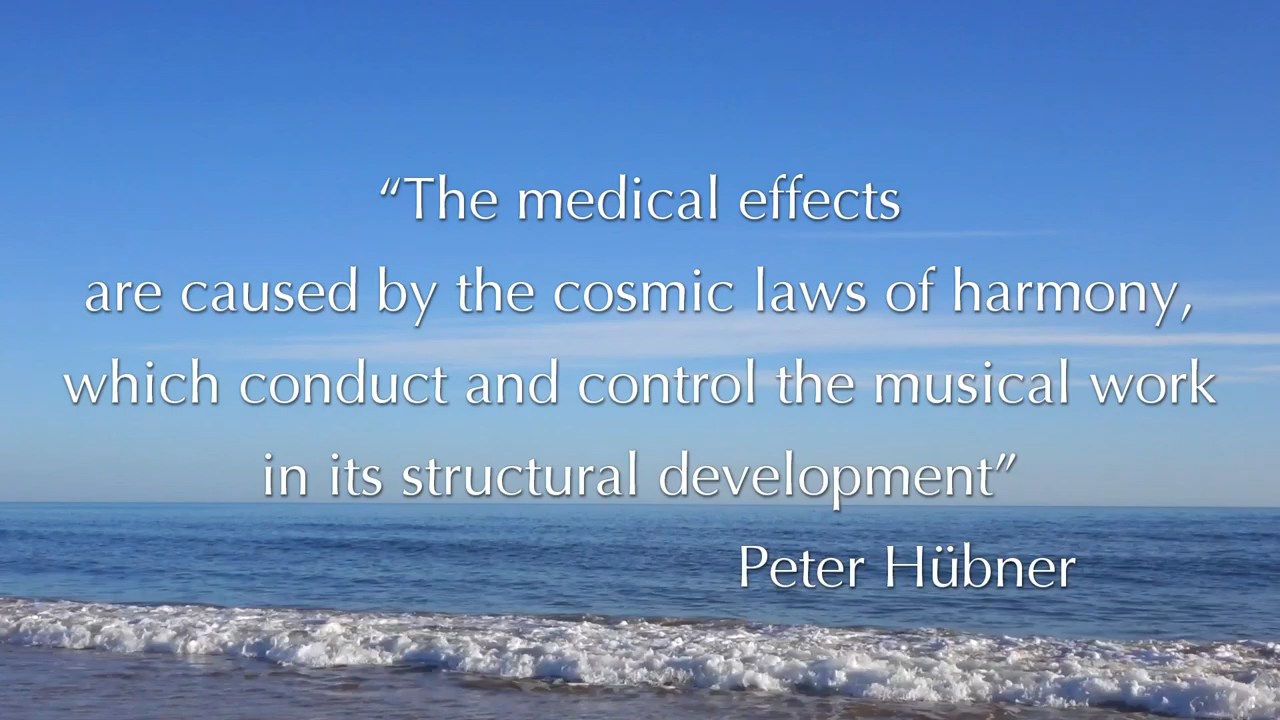 “The medical effects
are caused by the cosmic laws of harmony,
which conduct and control the musical work
in its structural development”
Peter Hübner